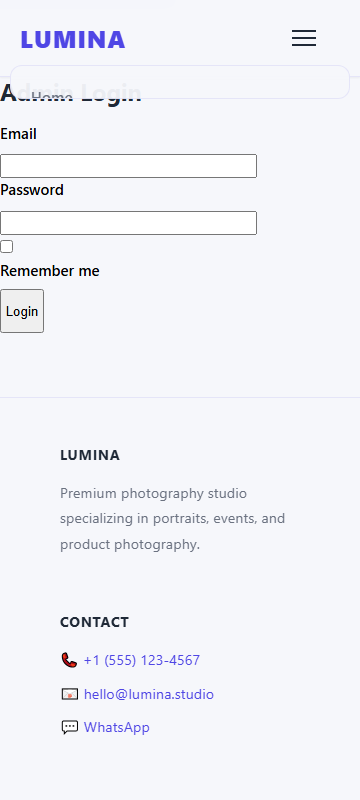 LUMINA
Home
Admin Login
Email
Password
Remember me
Login
LUMINA
Premium photography studio
specializing in portraits, events, and
product photography.
CONTACT
+1 (555) 123-4567
hello@lumina.studio
WhatsApp